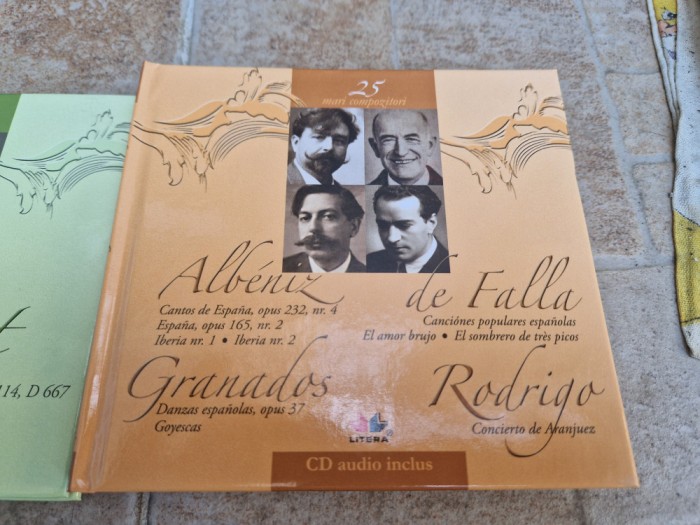 25
mari compozitori
Albéniz
Cantos de España, opus 232, nr. 4
España, opus 165, nr. 2
Iberia nr. 1 • Iberia nr. 2
de Falla
Canciónes populares españolas
El amor brujo • El sombrero de très picos
Granados
Danzas españolas, opus 37
Goyescas
Rodrigo
Concierto de Aranjuez
LITERA
CD audio inclus
t
114, D 667